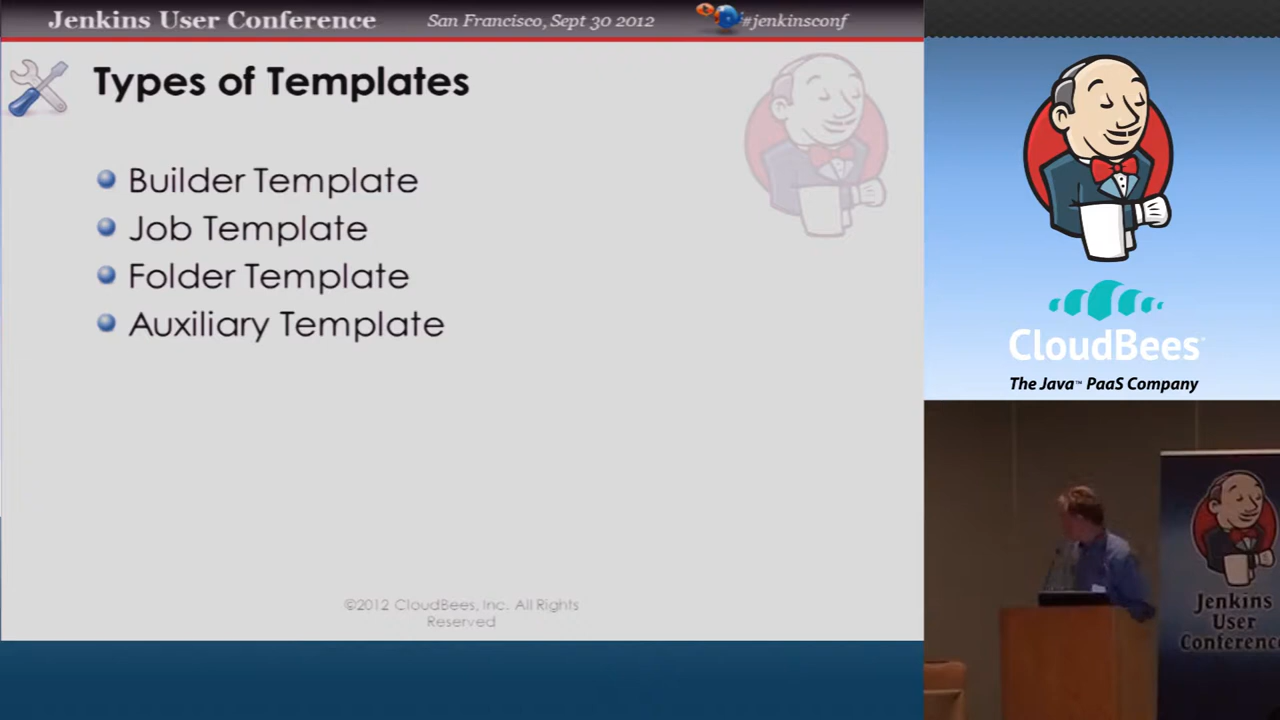 Jenkins User Conference
San Francisco, Sept 30 2012
#jenkinsconf
Types of Templates
Builder Template
Job Template
Folder Template
Auxiliary Template
©2012 CloudBees, Inc. All Rights
Reserved
CloudBees
The Java™ PaaS Company
Jenkins
User
Conference